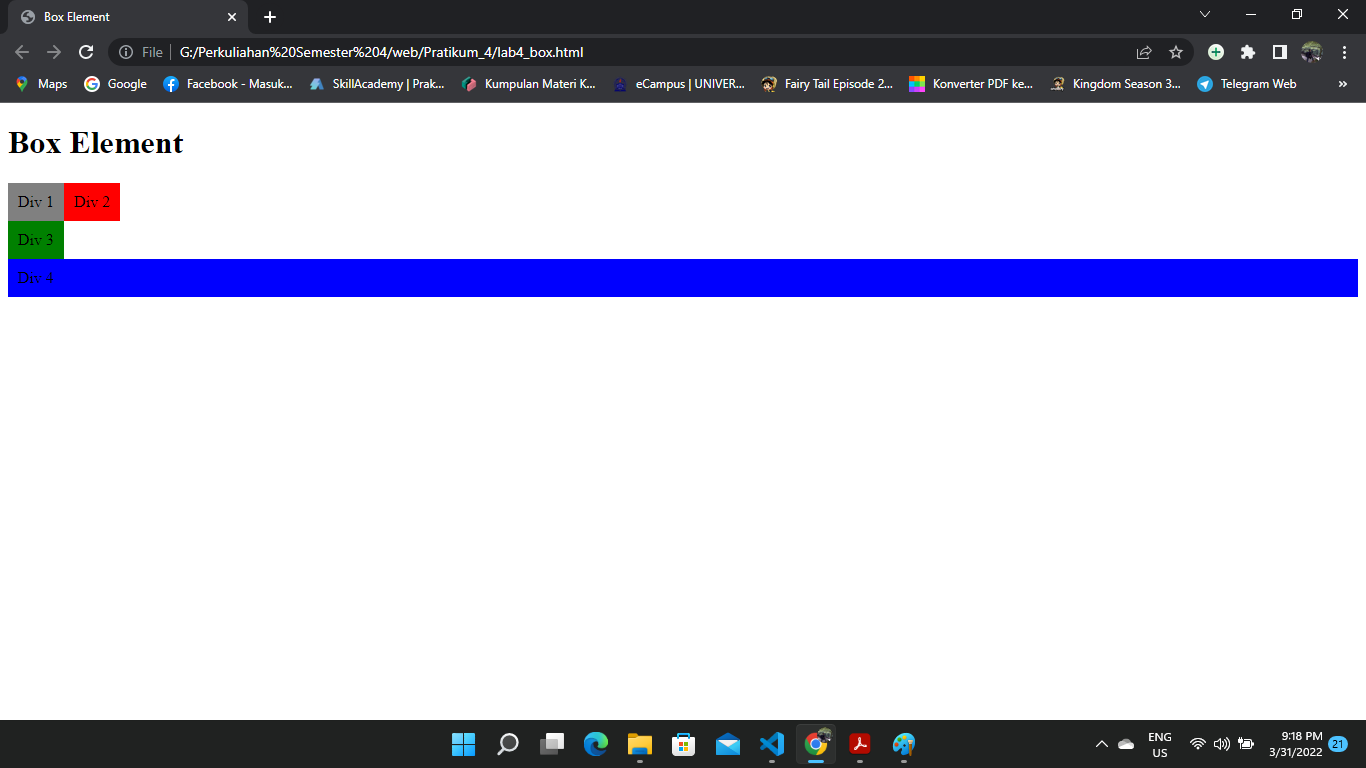 Box Element
File G:/Perkuliahan%20Semester%204/web/Pratikum_4/lab4_box.html
Maps Google Facebook - Masuk... SkillAcademy | Prak... Kumpulan Materi K... eCampus | UNIVER... Fairy Tail Episode 2... Konverter PDF ke... Kingdom Season 3... Telegram Web »
Box Element
Div 1 Div 2
Div 3
Div 4
ENG 9:18 PM
US 3/31/2022 21